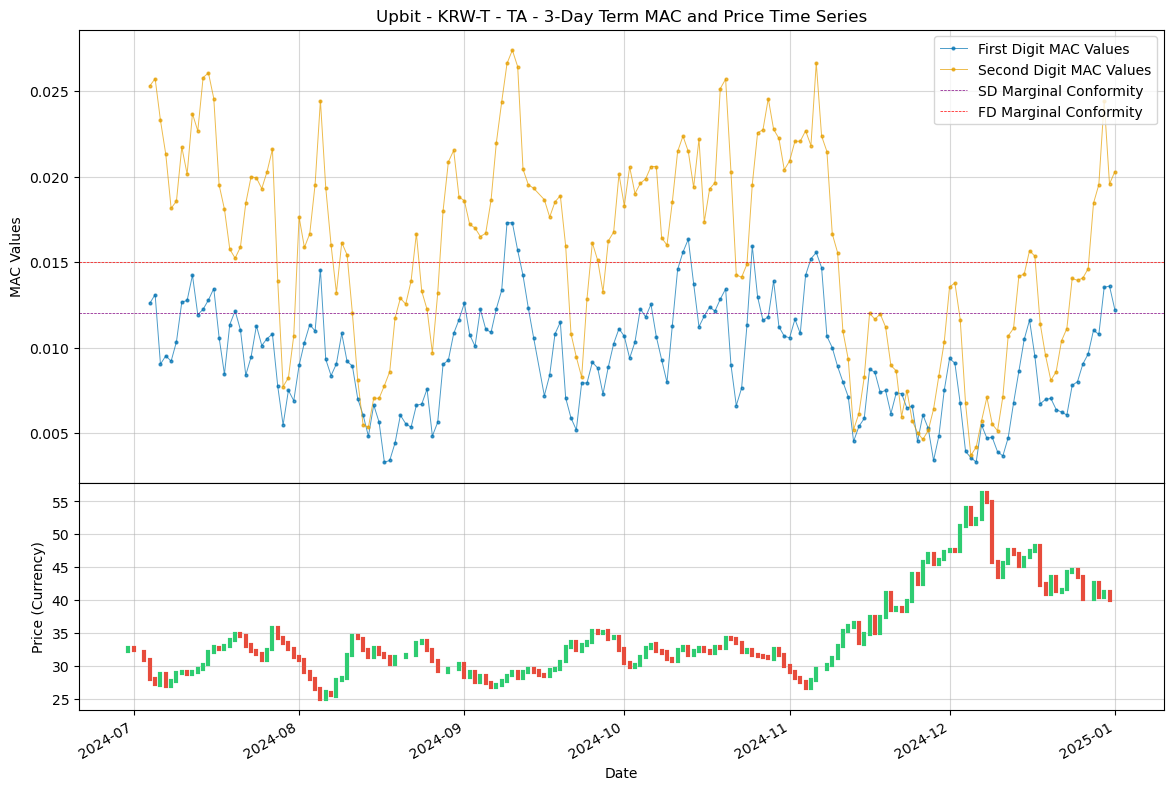 Upbit - KRW-T - TA - 3-Day Term MAC and Price Time Series
First Digit MAC Values
Second Digit MAC Values
SD Marginal Conformity
FD Marginal Conformity
MAC Values
0.025
0.020
0.015
0.010
0.005
Price (Currency)
55
50
45
40
35
30
25
2024-07
2024-08
2024-09
2024-10
2024-11
2024-12
2025-01
Date